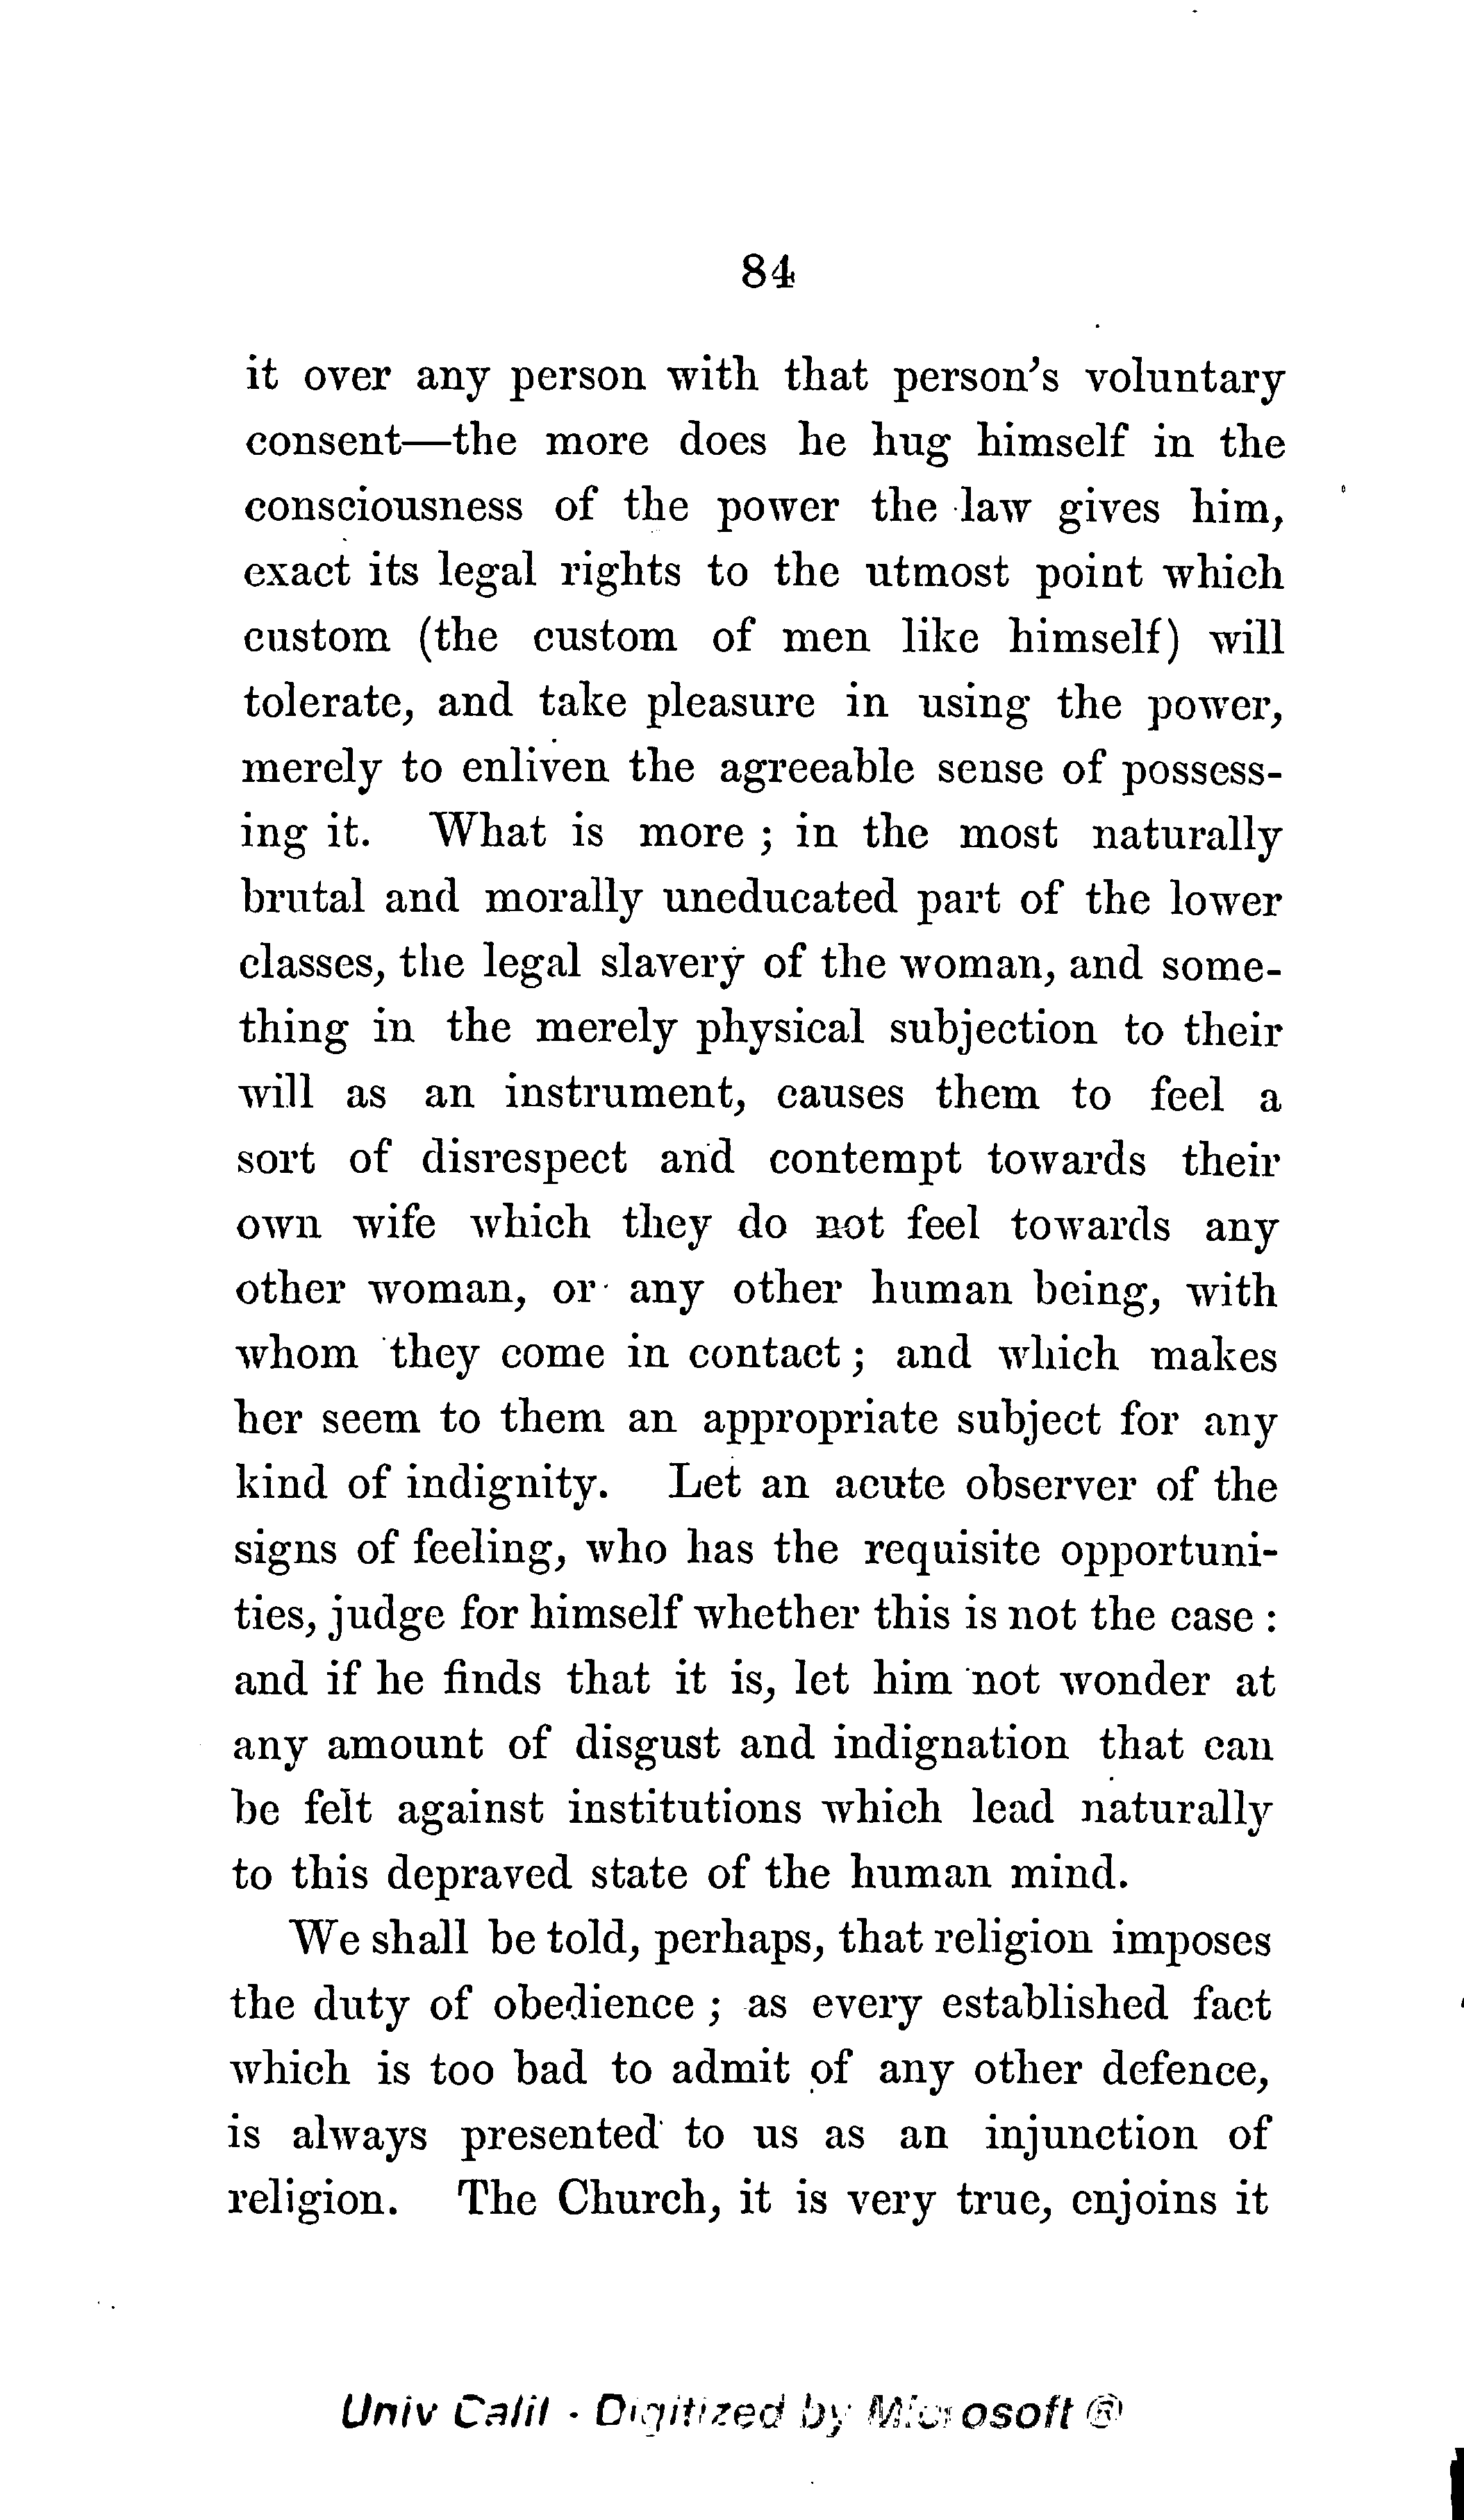 84
it over any person with that person's voluntary
consent—the more does he hug himself in the
consciousness of the power the law gives him,
exact its legal rights to the utmost point which
custom (the custom of men like himself) will
tolerate, and take pleasure in using the power,
merely to enliven the agreeable sense of possess-
ing it. What is more ; in the most naturally
brutal and morally uneducated part of the lower
classes, the legal slavery of the woman, and some-
thing in the merely physical subjection to their
will as an instrument, causes them to feel a
sort of disrespect and contempt towards their
own wife which they do not feel towards any
other woman, or any other human being, with
whom they come in contact ; and which makes
her seem to them an appropriate subject for any
kind of indignity. Let an acute observer of the
signs of feeling, who has the requisite opportuni-
ties, judge for himself whether this is not the case :
and if he finds that it is, let him not wonder at
any amount of disgust and indignation that can
be felt against institutions which lead naturally
to this depraved state of the human mind.
We shall be told, perhaps, that religion imposes
the duty of obedience ; as every established fact
which is too bad to admit of any other defence,
is always presented to us as an injunction of
religion. The Church, it is very true, enjoins it
Univ Calif - Digitized by Microsoft ®